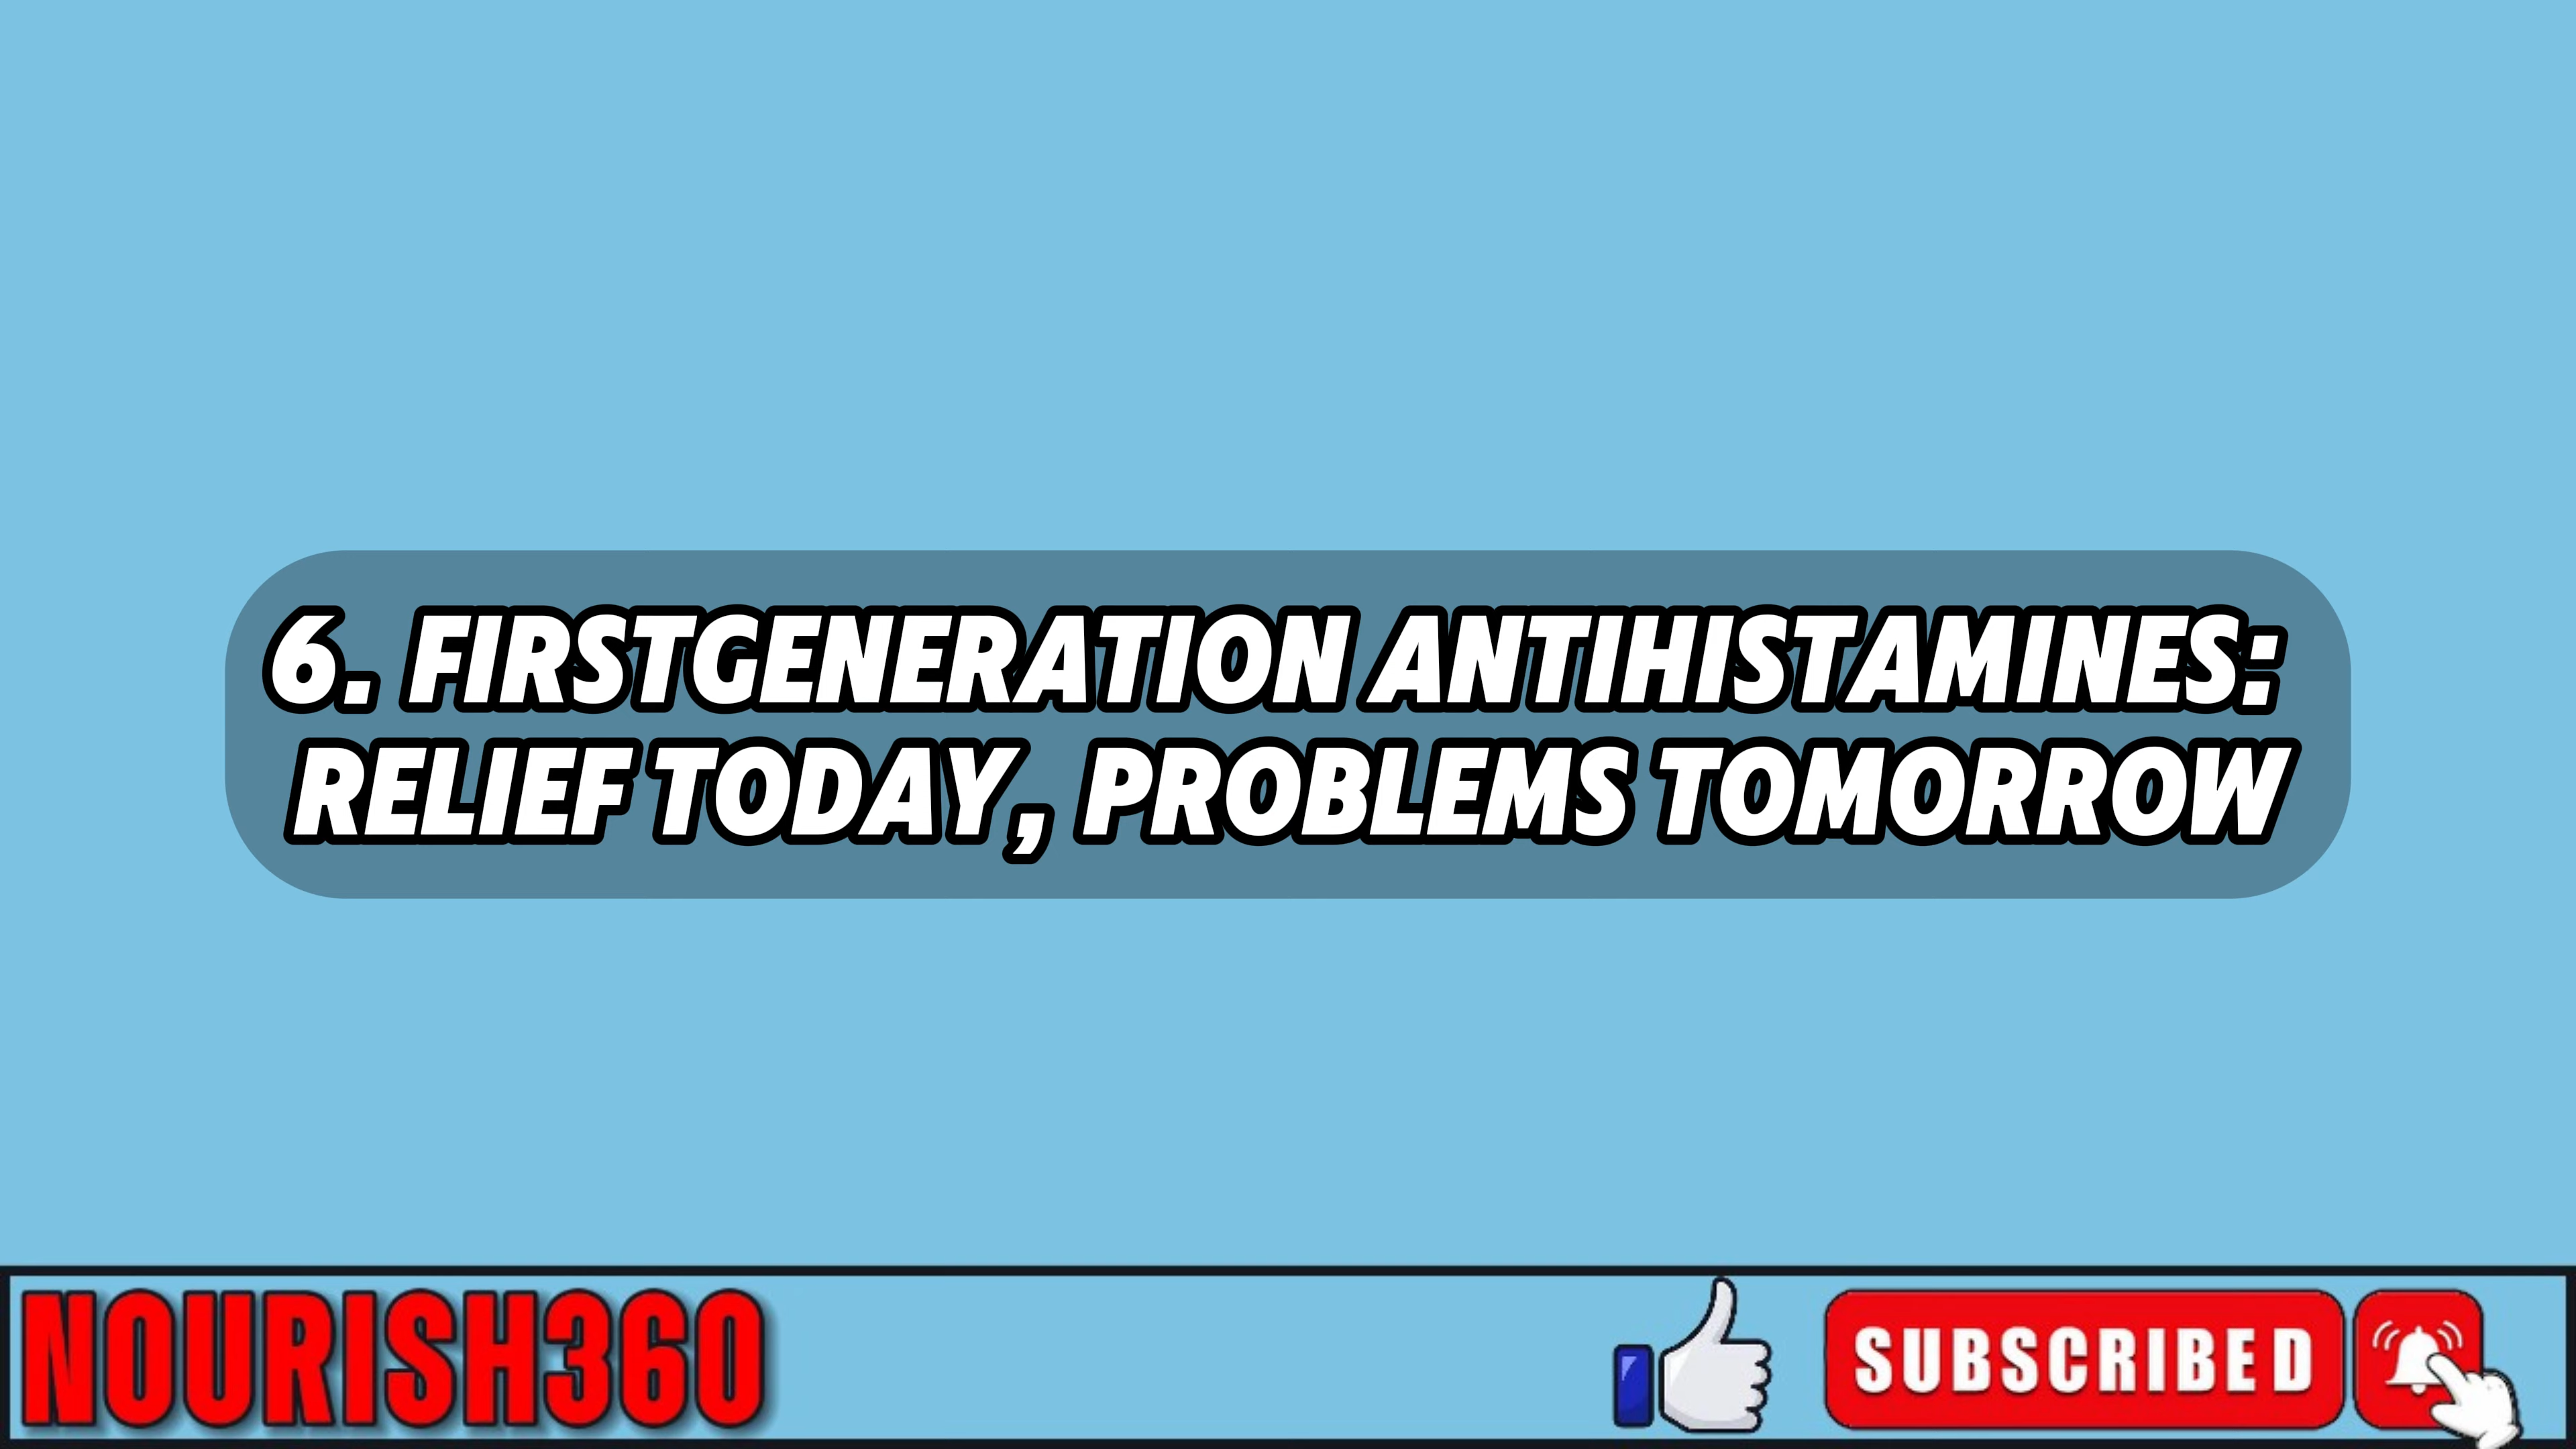 6. FIRSTGENERATION ANTIHISTAMINES:
RELIEF TODAY, PROBLEMS TOMORROW
NOURISH360
SUBSCRIBED